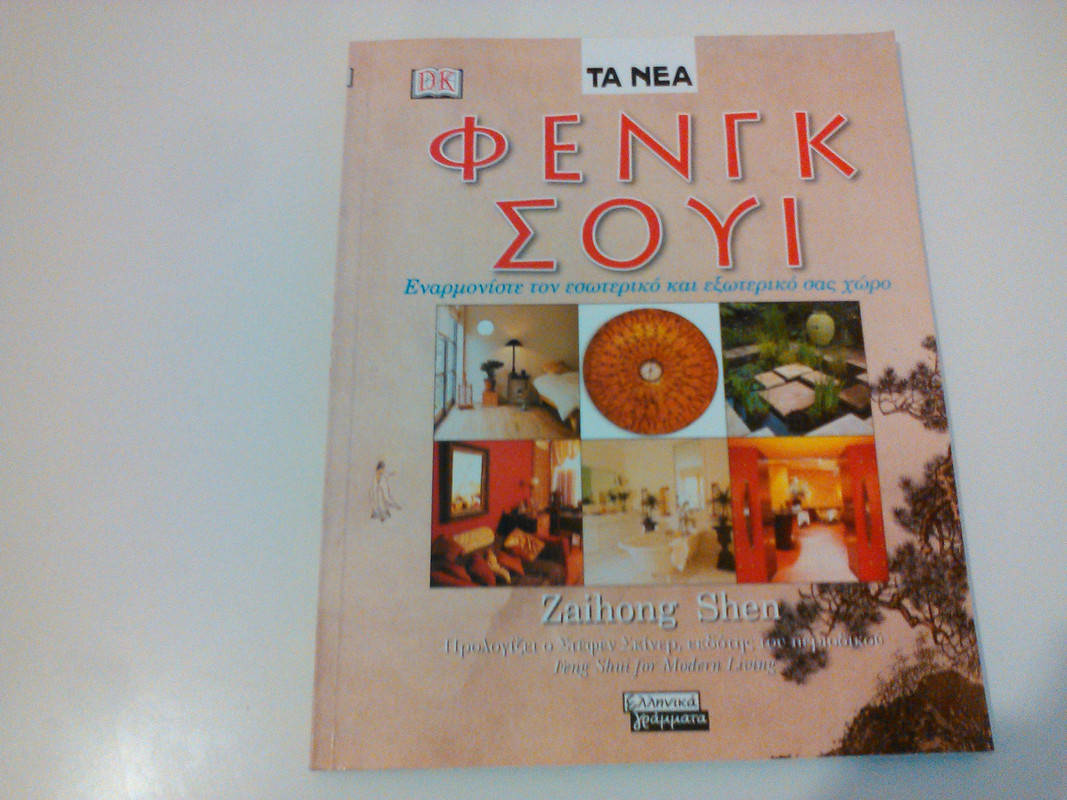 DK
ΤΑ ΝΕΑ
ΦΕΝΓΚ
ΣΟΥΙ
Εναρμονίστε τον εσωτερικό και εξωτερικό σας χώρο
Zaihong Shen
Προλογίζει ο Στέφεν Σκίνερ, εκδότης του περιοδικού
Feng Shui for Modern Living
Ελληνικά
γράμματα